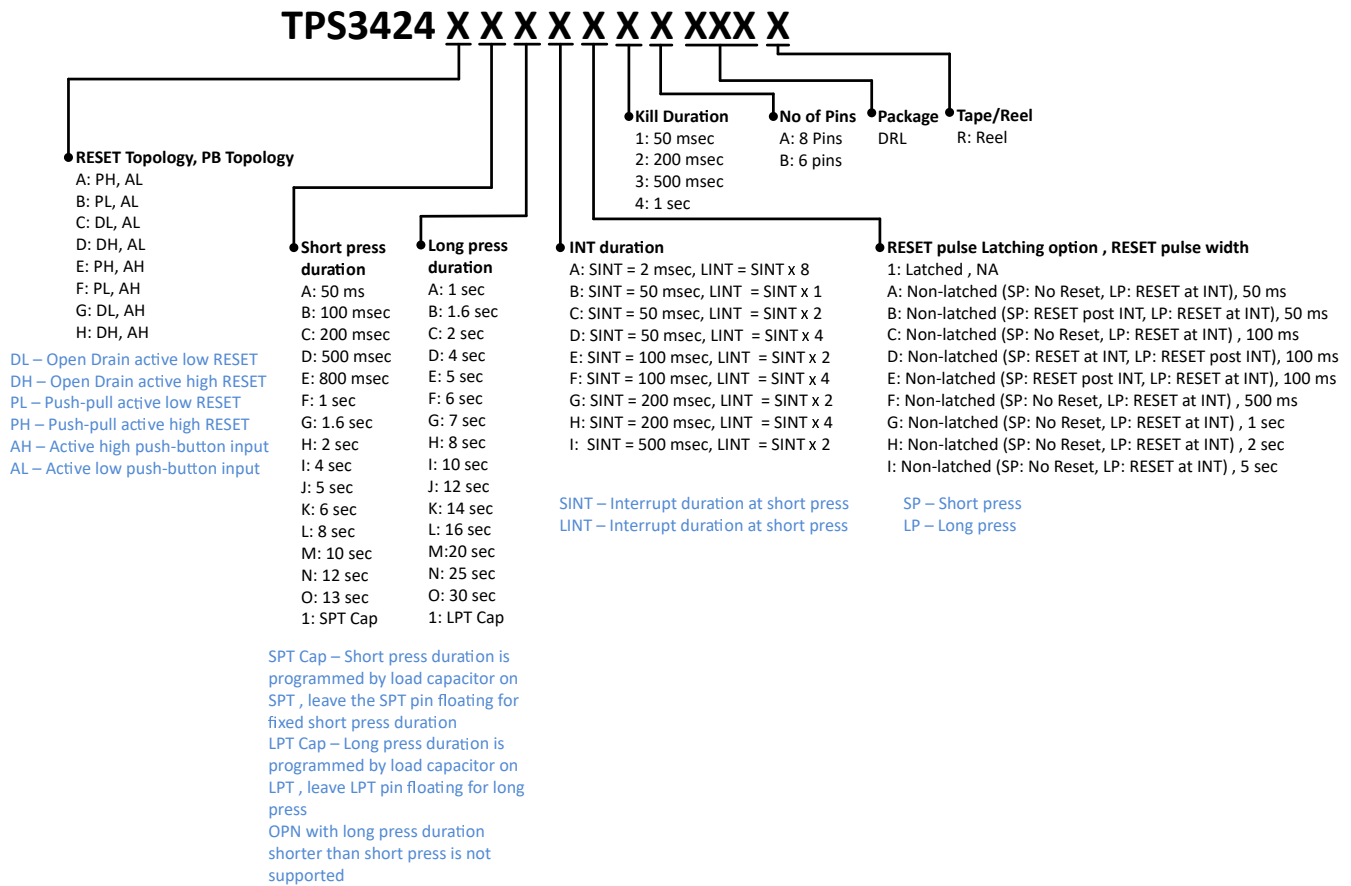 TPS3424 X X X X X X X XXX X
Kill Duration
1: 50 msec
2: 200 msec
3: 500 msec
4: 1 sec
No of Pins
A: 8 Pins
B: 6 pins
Package
DRL
Tape/Reel
R: Reel
RESET Topology, PB Topology
A: PH, AL
B: PL, AL
C: DL, AL
D: DH, AL
E: PH, AH
F: PL, AH
G: DL, AH
H: DH, AH
DL – Open Drain active low RESET
DH – Open Drain active high RESET
PL – Push-pull active low RESET
PH – Push-pull active high RESET
AH – Active high push-button input
AL – Active low push-button input
Short press
duration
A: 50 ms
B: 100 msec
C: 200 msec
D: 500 msec
E: 800 msec
F: 1 sec
G: 1.6 sec
H: 2 sec
I: 4 sec
J: 5 sec
K: 6 sec
L: 8 sec
M: 10 sec
N: 12 sec
O: 13 sec
1: SPT Cap
Long press
duration
A: 1 sec
B: 1.6 sec
C: 2 sec
D: 4 sec
E: 5 sec
F: 6 sec
G: 7 sec
H: 8 sec
I: 10 sec
J: 12 sec
K: 14 sec
L: 16 sec
M:20 sec
N: 25 sec
O: 30 sec
1: LPT Cap
SPT Cap – Short press duration is
programmed by load capacitor on
SPT , leave the SPT pin floating for
fixed short press duration
LPT Cap – Long press duration is
programmed by load capacitor on
LPT , leave LPT pin floating for long
press
OPN with long press duration
shorter than short press is not
supported
INT duration
A: SINT = 2 msec, LINT = SINT x 8
B: SINT = 50 msec, LINT = SINT x 1
C: SINT = 50 msec, LINT = SINT x 2
D: SINT = 50 msec, LINT = SINT x 4
E: SINT = 100 msec, LINT = SINT x 2
F: SINT = 100 msec, LINT = SINT x 4
G: SINT = 200 msec, LINT = SINT x 2
H: SINT = 200 msec, LINT = SINT x 4
I: SINT = 500 msec, LINT = SINT x 2
SINT – Interrupt duration at short press
LINT – Interrupt duration at short press
RESET pulse Latching option , RESET pulse width
1: Latched , NA
A: Non-latched (SP: No Reset, LP: RESET at INT), 50 ms
B: Non-latched (SP: RESET post INT, LP: RESET at INT), 50 ms
C: Non-latched (SP: No Reset, LP: RESET at INT) , 100 ms
D: Non-latched (SP: RESET at INT, LP: RESET post INT), 100 ms
E: Non-latched (SP: RESET post INT, LP: RESET at INT), 100 ms
F: Non-latched (SP: No Reset, LP: RESET at INT) , 500 ms
G: Non-latched (SP: No Reset, LP: RESET at INT) , 1 sec
H: Non-latched (SP: No Reset, LP: RESET at INT) , 2 sec
I: Non-latched (SP: No Reset, LP: RESET at INT) , 5 sec
SP – Short press
LP – Long press